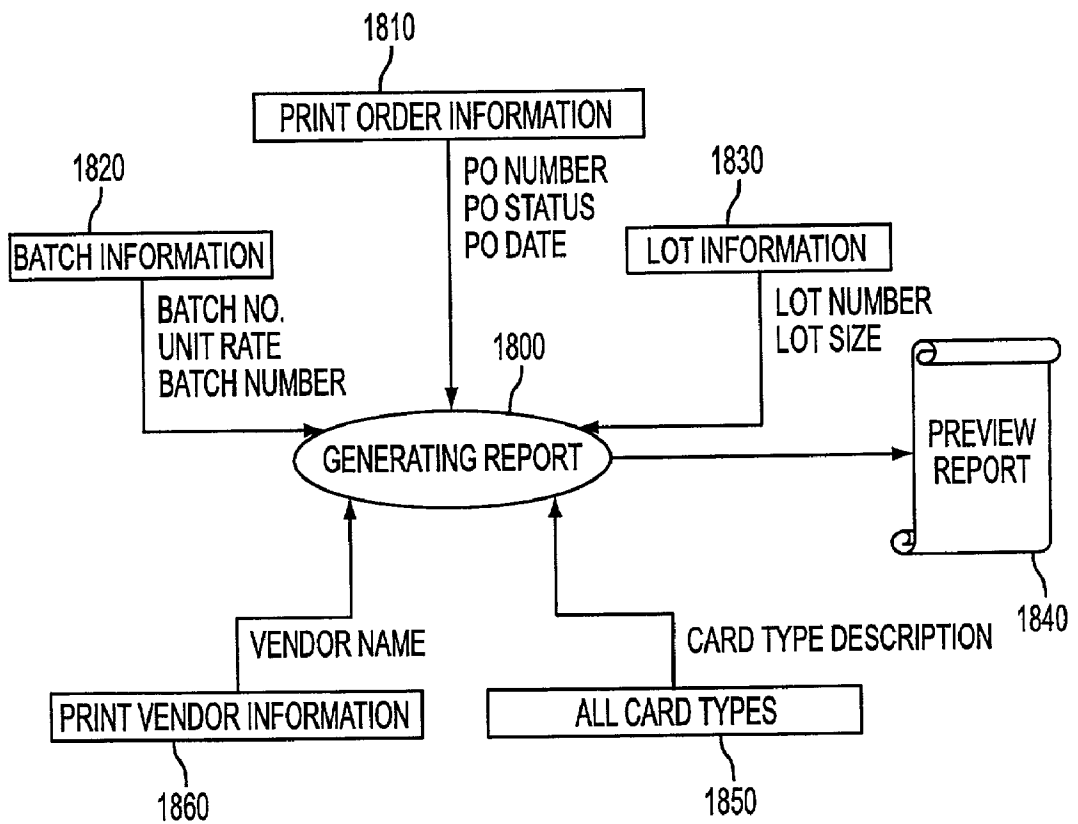 1810
PRINT ORDER INFORMATION
1820
PO NUMBER
PO STATUS
PO DATE
1830
BATCH INFORMATION
LOT INFORMATION
BATCH NO.
UNIT RATE
BATCH NUMBER
LOT NUMBER
LOT SIZE
1800
GENERATING REPORT
PREVIEW
REPORT
1840
VENDOR NAME
CARD TYPE DESCRIPTION
PRINT VENDOR INFORMATION
ALL CARD TYPES
1860
1850